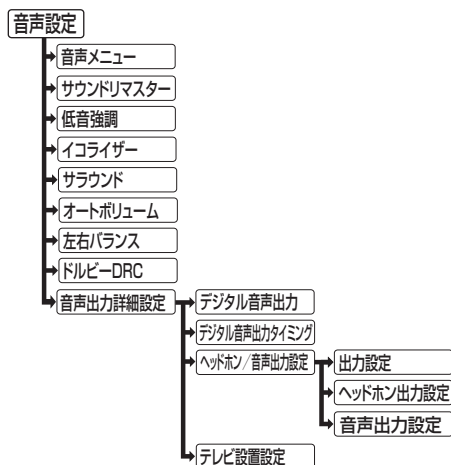 音声設定
音声メニュー
サウンドリマスター
低音強調
イコライザー
サラウンド
オートボリューム
左右バランス
ドルビーDRC
音声出力詳細設定
デジタル音声出力
デジタル音声出力タイミング
ヘッドホン/音声出力設定
出力設定
ヘッドホン出力設定
音声出力設定
テレビ設置設定